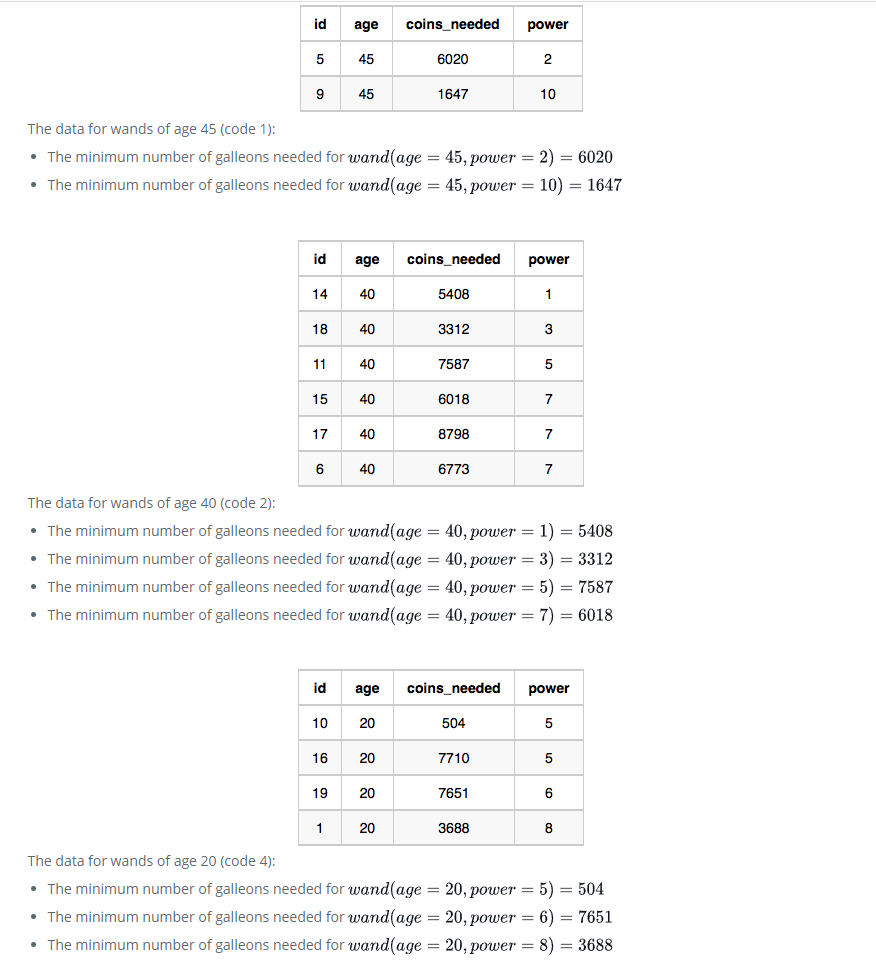 id age coins_needed power
5 45 6020 2
9 45 1647 10
The data for wands of age 45 (code 1):
• The minimum number of galleons needed for wand(age = 45, power = 2) = 6020
• The minimum number of galleons needed for wand(age = 45, power = 10) = 1647
id age coins_needed power
14 40 5408 1
18 40 3312 3
11 40 7587 5
15 40 6018 7
17 40 8798 7
6 40 6773 7
The data for wands of age 40 (code 2):
• The minimum number of galleons needed for wand(age = 40, power = 1) = 5408
• The minimum number of galleons needed for wand(age = 40, power = 3) = 3312
• The minimum number of galleons needed for wand(age = 40, power = 5) = 7587
• The minimum number of galleons needed for wand(age = 40, power = 7) = 6018
id age coins_needed power
10 20 504 5
16 20 7710 5
19 20 7651 6
1 20 3688 8
The data for wands of age 20 (code 4):
• The minimum number of galleons needed for wand(age = 20, power = 5) = 504
• The minimum number of galleons needed for wand(age = 20, power = 6) = 7651
• The minimum number of galleons needed for wand(age = 20, power = 8) = 3688